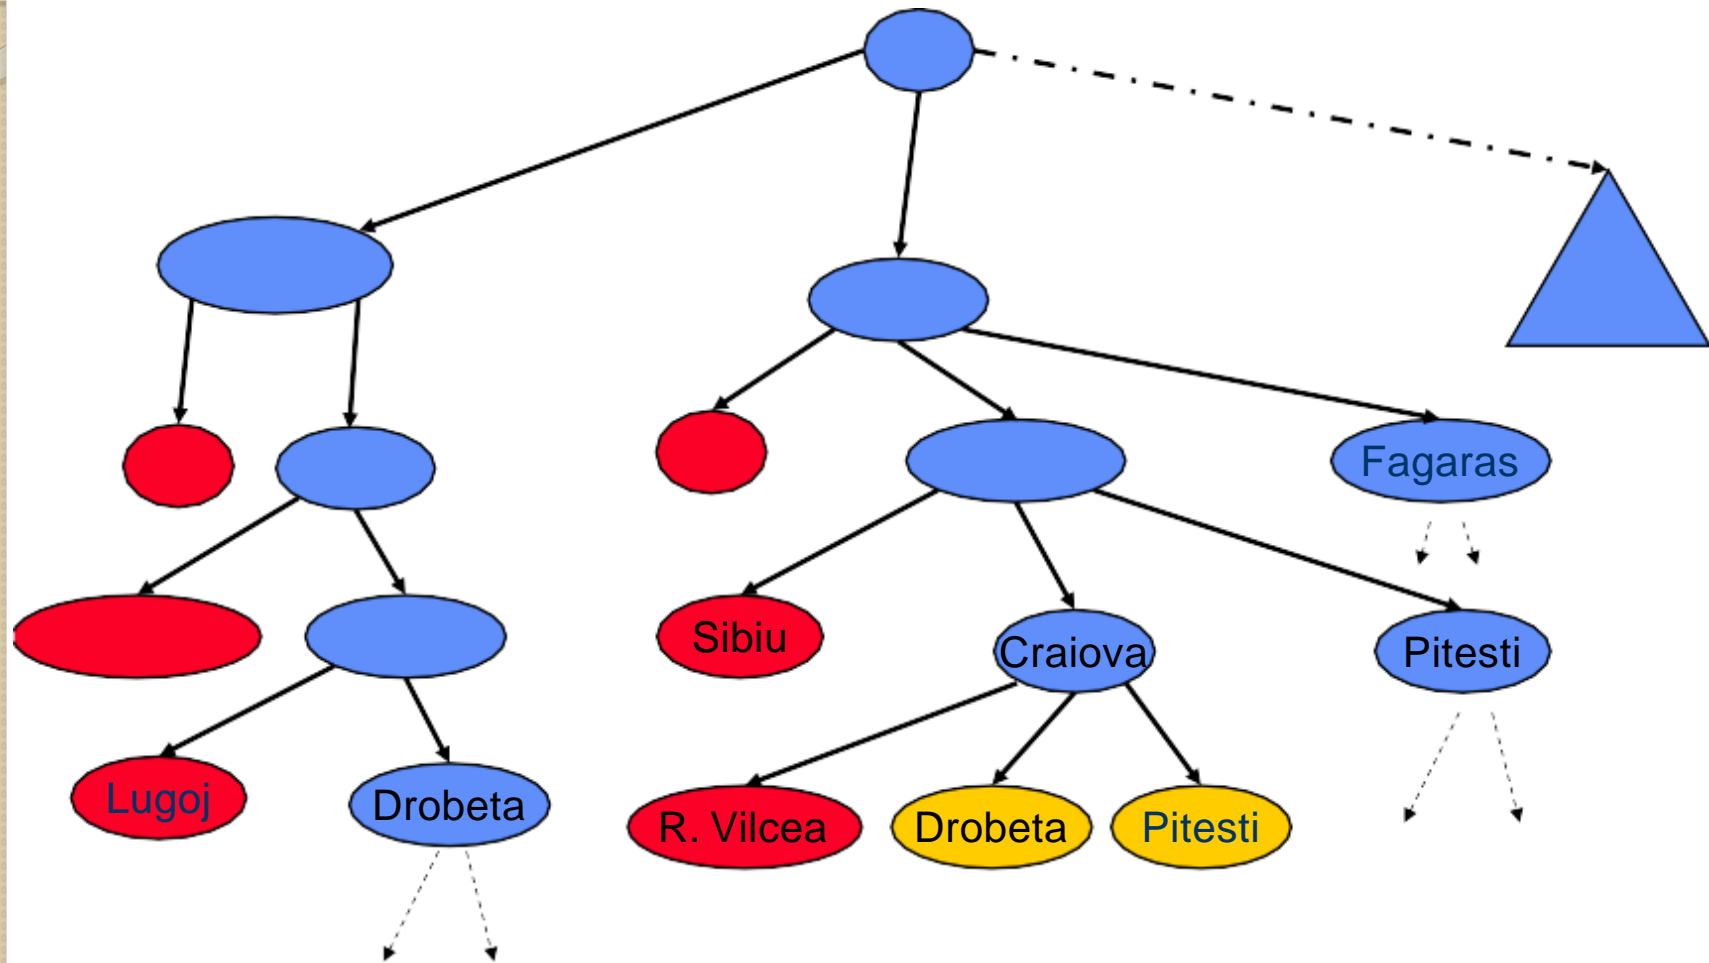 Fagaras
Sibiu
Craiova
Pitesti
Lugoj
Drobeta
R. Vilcea
Drobeta
Pitesti